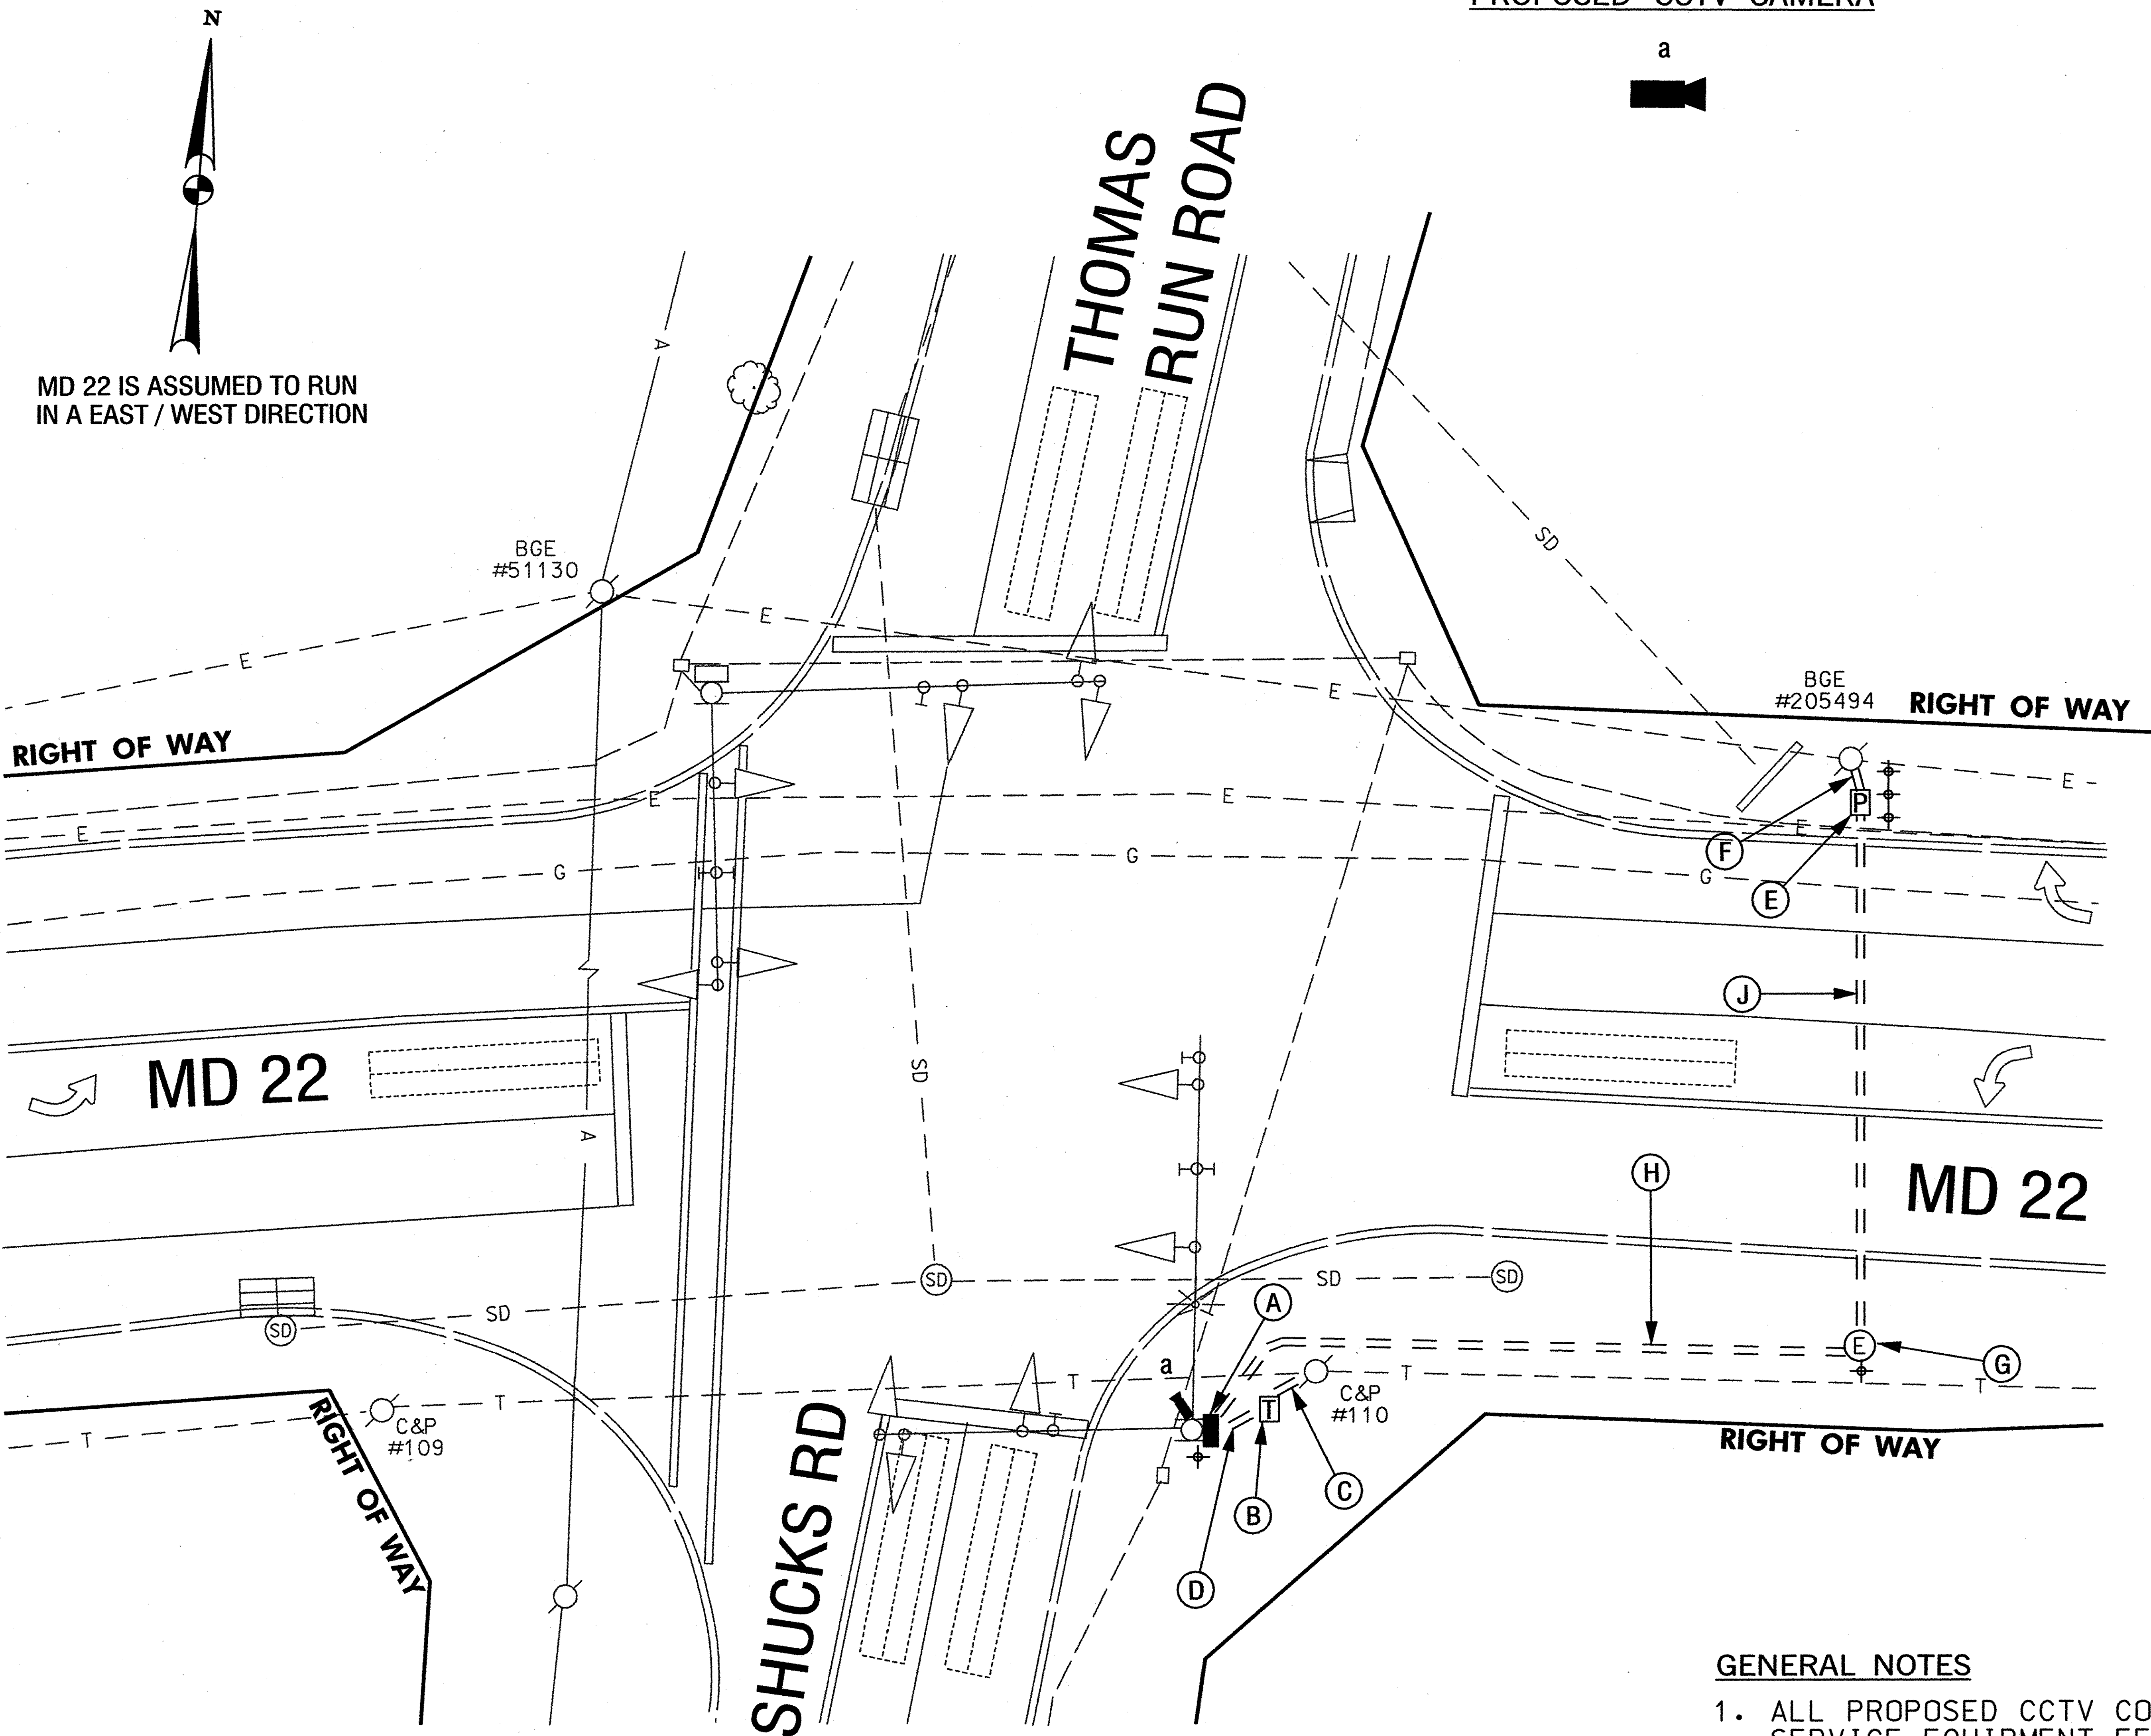 PROPOSED CCTV CAMERA
a
N
MD 22 IS ASSUMED TO RUN
IN A EAST / WEST DIRECTION
THOMAS
RUN ROAD
A
SD
BGE
#51130
E
E
E
BGE
#205494
RIGHT OF WAY
RIGHT OF WAY
E
P
E
E
E
E
F
G
G
G
E
J
MD 22
SD
A
H
MD 22
SD
SD
SD
SD
SD
A
E
G
a
T
T
T
T
C&P
#110
T
C&P
#109
T
RIGHT OF WAY
RIGHT OF WAY
C
B
D
SHUCKS RD
GENERAL NOTES
1. ALL PROPOSED CCTV CO